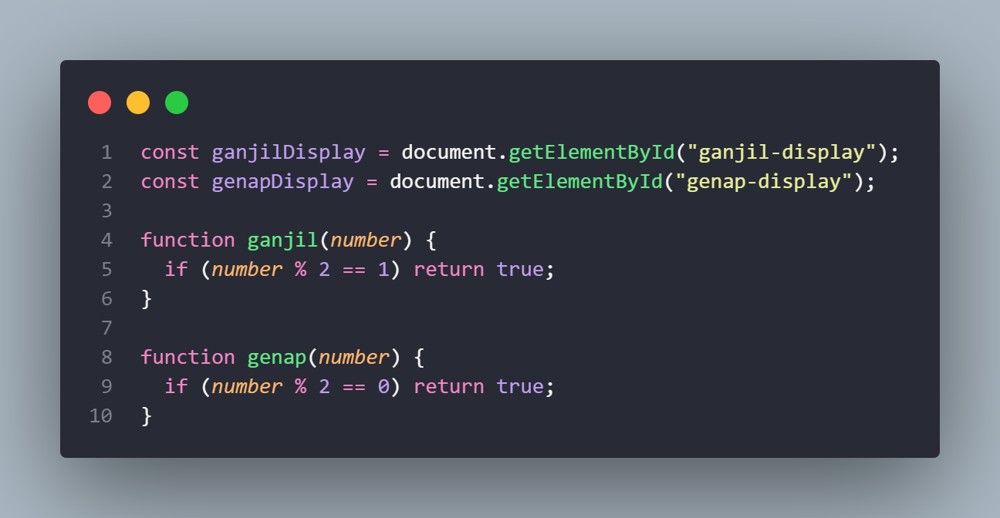 1 const ganjilDisplay = document.getElementById("ganjil-display");
2 const genapDisplay = document.getElementById("genap-display");
3
4 function ganjil(number) {
5   if (number % 2 == 1) return true;
6 }
7
8 function genap(number) {
9   if (number % 2 == 0) return true;
10 }